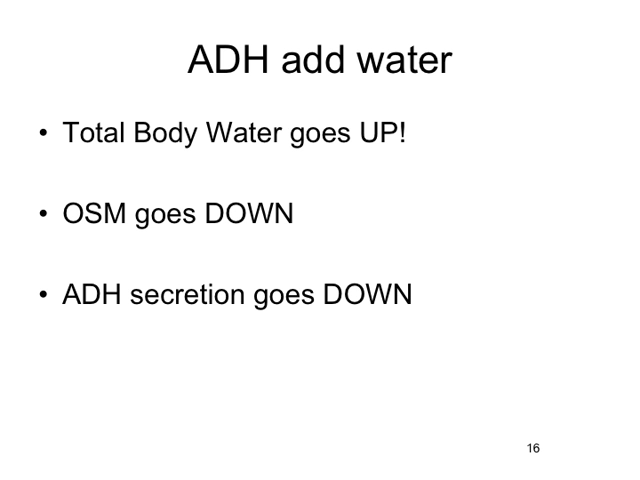 ADH add water
• Total Body Water goes UP!
• OSM goes DOWN
• ADH secretion goes DOWN
16